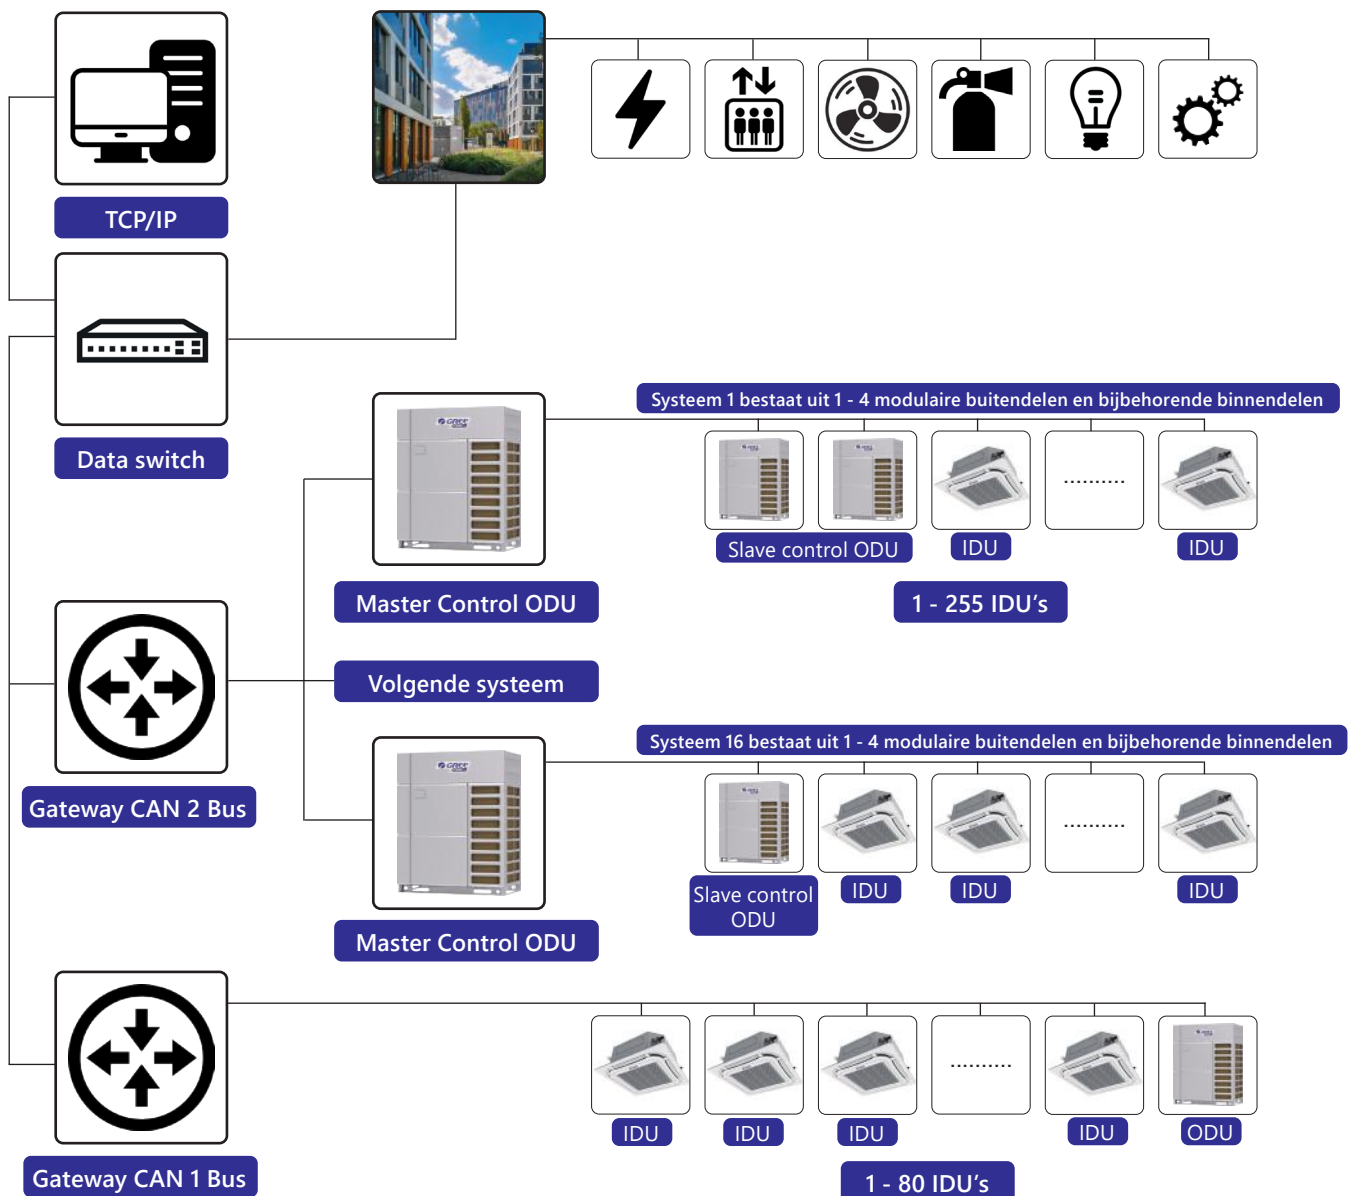 TCP/IP
Data switch
Systeem 1 bestaat uit 1 - 4 modulaire buitendelen en bijbehorende binnendelen
GREE
..........
Slave control ODU
IDU
IDU
Master Control ODU
1 - 255 IDU's
Volgende systeem
Systeem 16 bestaat uit 1 - 4 modulaire buitendelen en bijbehorende binnendelen
GREE
..........
Gateway CAN 2 Bus
Slave control
ODU
IDU
IDU
IDU
Master Control ODU
..........
IDU
IDU
IDU
IDU
ODU
Gateway CAN 1 Bus
1 - 80 IDU's